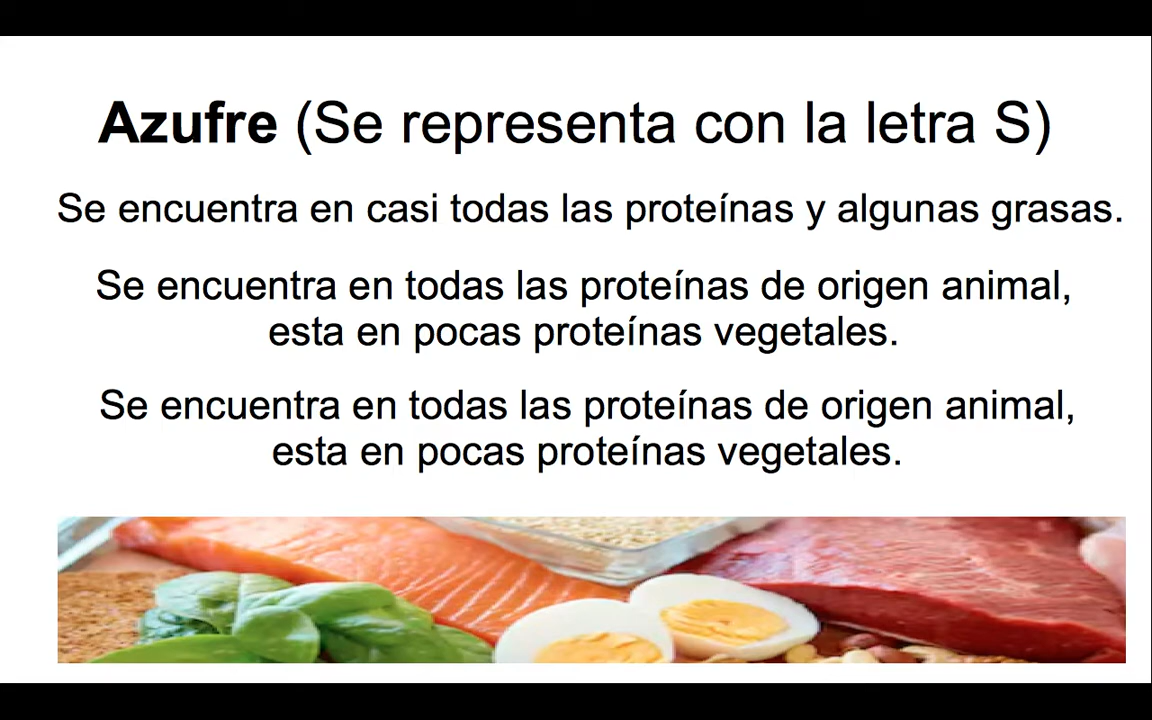 Azufre (Se representa con la letra S)
Se encuentra en casi todas las proteínas y algunas grasas.
Se encuentra en todas las proteínas de origen animal,
esta en pocas proteínas vegetales.
Se encuentra en todas las proteínas de origen animal,
esta en pocas proteínas vegetales.